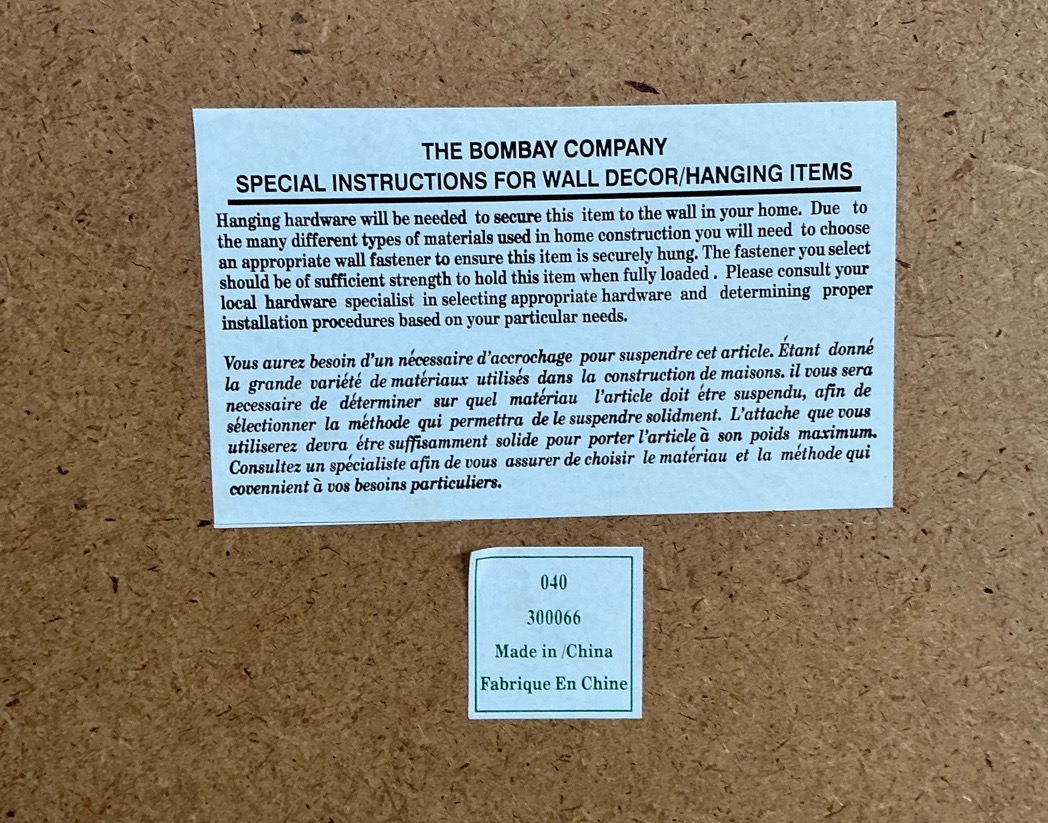 THE BOMBAY COMPANY
SPECIAL INSTRUCTIONS FOR WALL DECOR/HANGING ITEMS
Hanging hardware will be needed to secure this item to the wall in your home. Due to
the many different types of materials used in home construction you will need to choose
an appropriate wall fastener to ensure this item is securely hung. The fastener you select
should be of sufficient strength to hold this item when fully loaded . Please consult your
local hardware specialist in selecting appropriate hardware and determining proper
installation procedures based on your particular needs.
Vous aurez besoin d'un nécessaire d'accrochage pour suspendre cet article. Étant donné
la grande variété de matériaux utilisés dans la construction de maisons. il vous sera
necessaire de déterminer sur quel matériau l'article doit étre suspendu, afin de
sélectionner la méthode qui permettra de le suspendre solidment. L'attache que vous
utiliserez devra étre suffisamment solide pour porter l'article à son poids maximum.
Consultez un spécialiste afin de vous assurer de choisir le matériau et la méthode qui
covennient à vos besoins particuliers.
040
300066
Made in /China
Fabrique En Chine